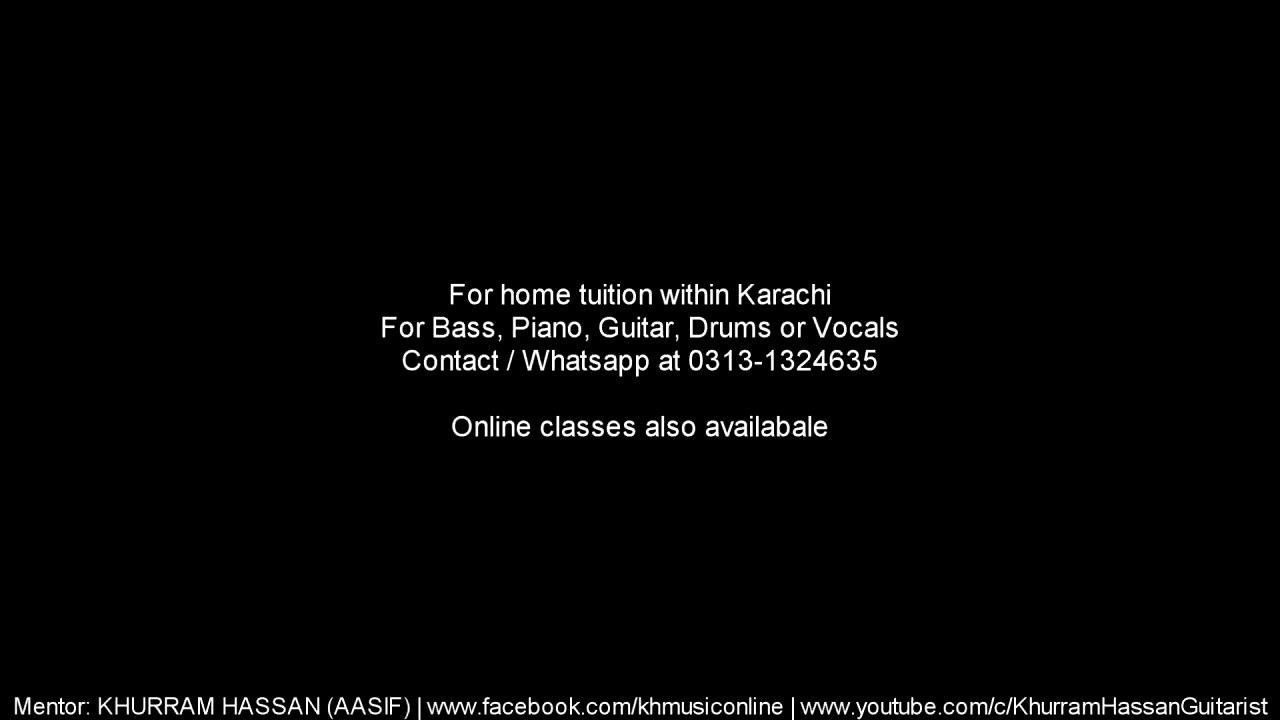 For home tuition within Karachi
For Bass, Piano, Guitar, Drums or Vocals
Contact / Whatsapp at 0313-1324635
Online classes also availabale
Mentor: KHURRAM HASSAN (AASIF) | www.facebook.com/khmusiconline | www.youtube.com/c/KhurramHassanGuitarist